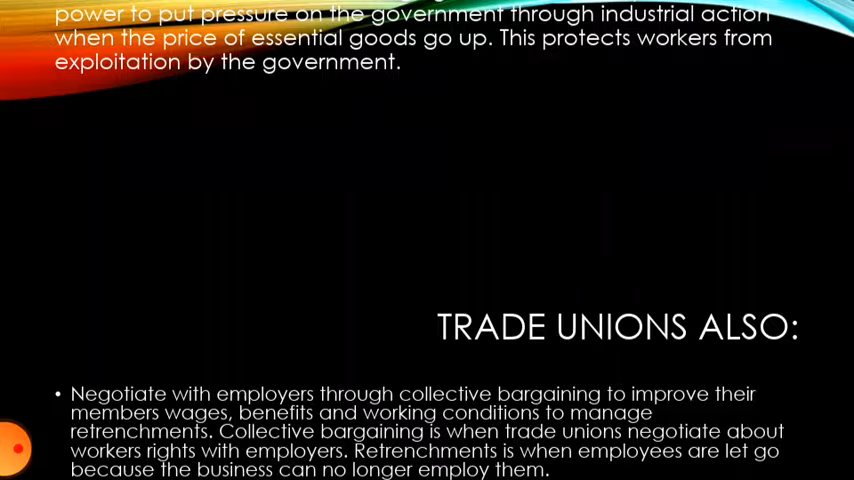 power to put pressure on the government through industrial action
when the price of essential goods go up. This protects workers from
exploitation by the government.
TRADE UNIONS ALSO:
• Negotiate with employers through collective bargaining to improve their
members wages, benefits and working conditions to manage
retrenchments. Collective bargaining is when trade unions negotiate about
workers rights with employers. Retrenchments is when employees are let go
because the business can no longer employ them.